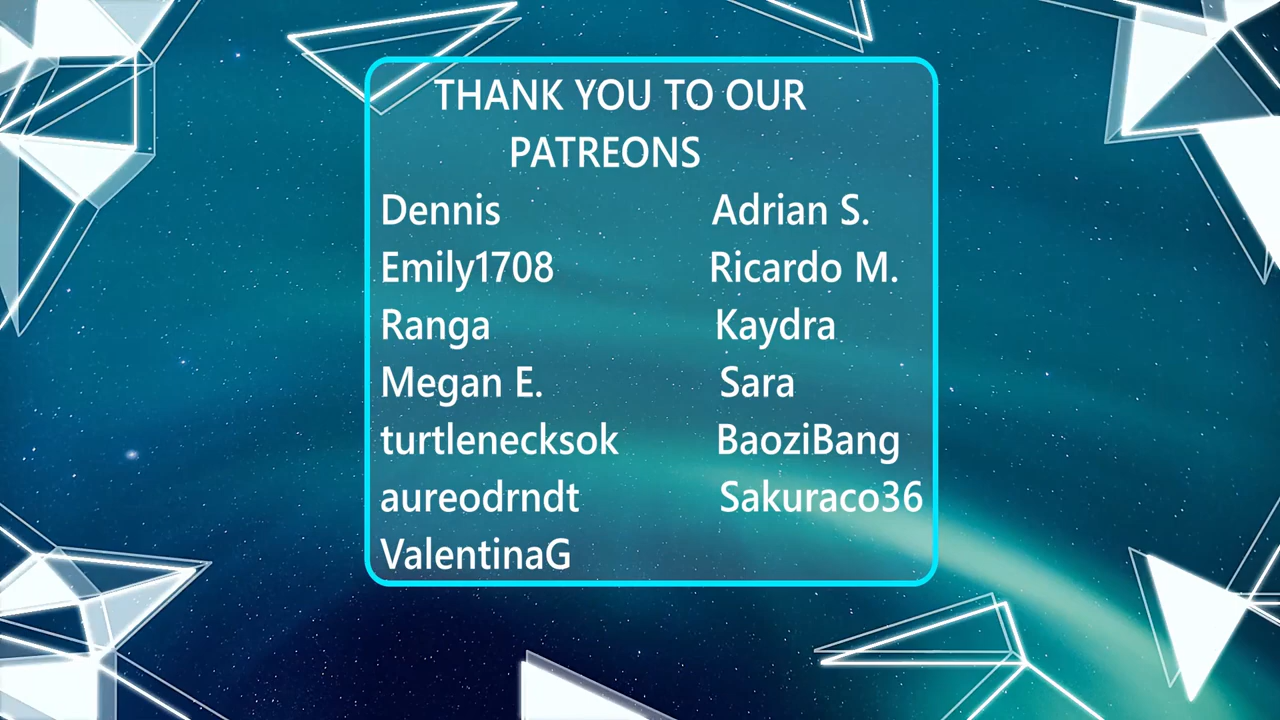 THANK YOU TO OUR
PATREONS
Dennis Adrian S.
Emily1708 Ricardo M.
Ranga Kaydra
Megan E. Sara
turtlenecksok BaoziBang
aureodrndt Sakuraco36
ValentinaG